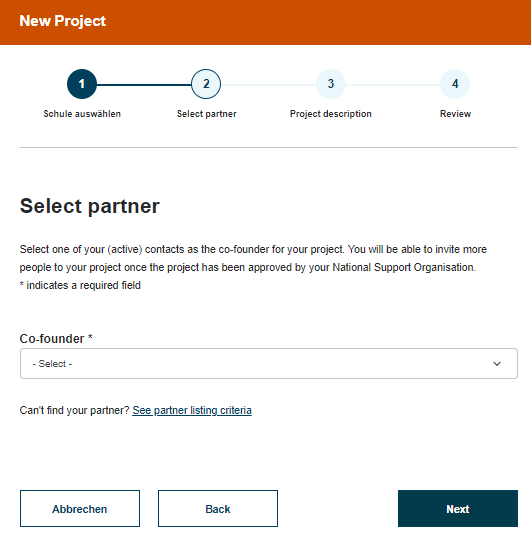 New Project
1
2
3
4
Schule auswählen
Select partner
Project description
Review
Select partner
Select one of your (active) contacts as the co-founder for your project. You will be able to invite more
people to your project once the project has been approved by your National Support Organisation.
* indicates a required field
Co-founder *
- Select -
Can't find your partner? See partner listing criteria
Abbrechen
Back
Next